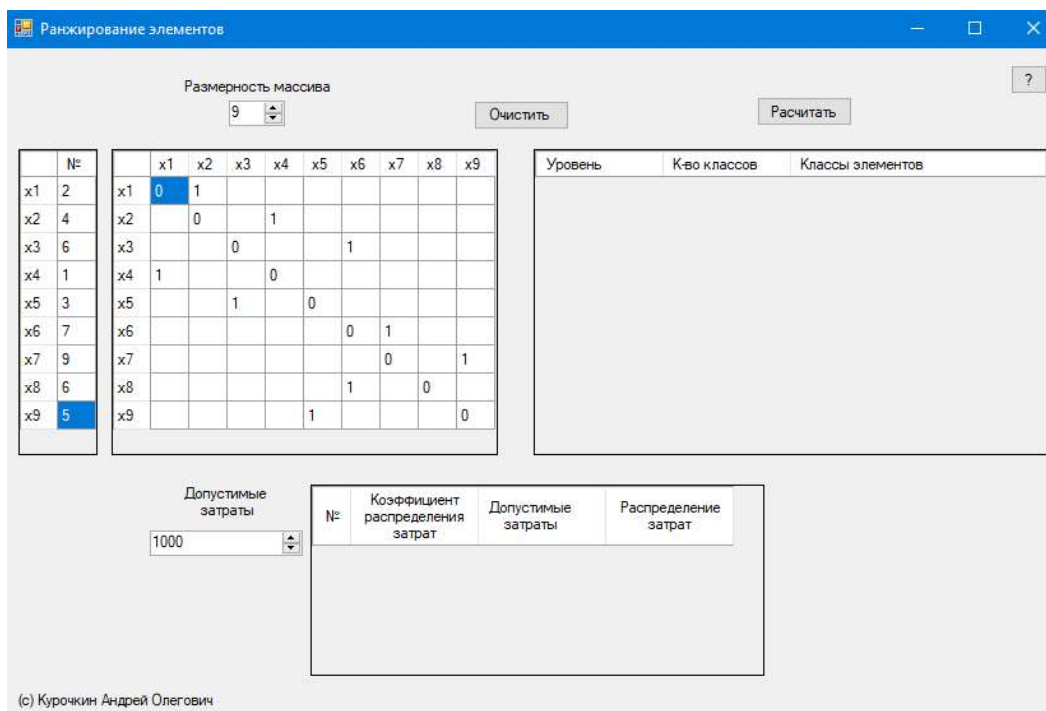 Ранжирование элементов
?
Размерность массива
9
Очистить
Расчитать
№
x1 2
x2 4
x3 6
x4 1
x5 3
x6 7
x7 9
x8 6
x9 5
x1 x2 x3 x4 x5 x6 x7 x8 x9
x1 0 1
x2 0 1
x3 0 1
x4 1 0
x5 1 0
x6 0 1
x7 0 1
x8 1 0
x9 1 0
Уровень К-во классов Классы элементов
Допустимые
затраты
1000
№ Коэффициент распределения затрат Допустимые затраты Распределение затрат
(c) Курочкин Андрей Олегович